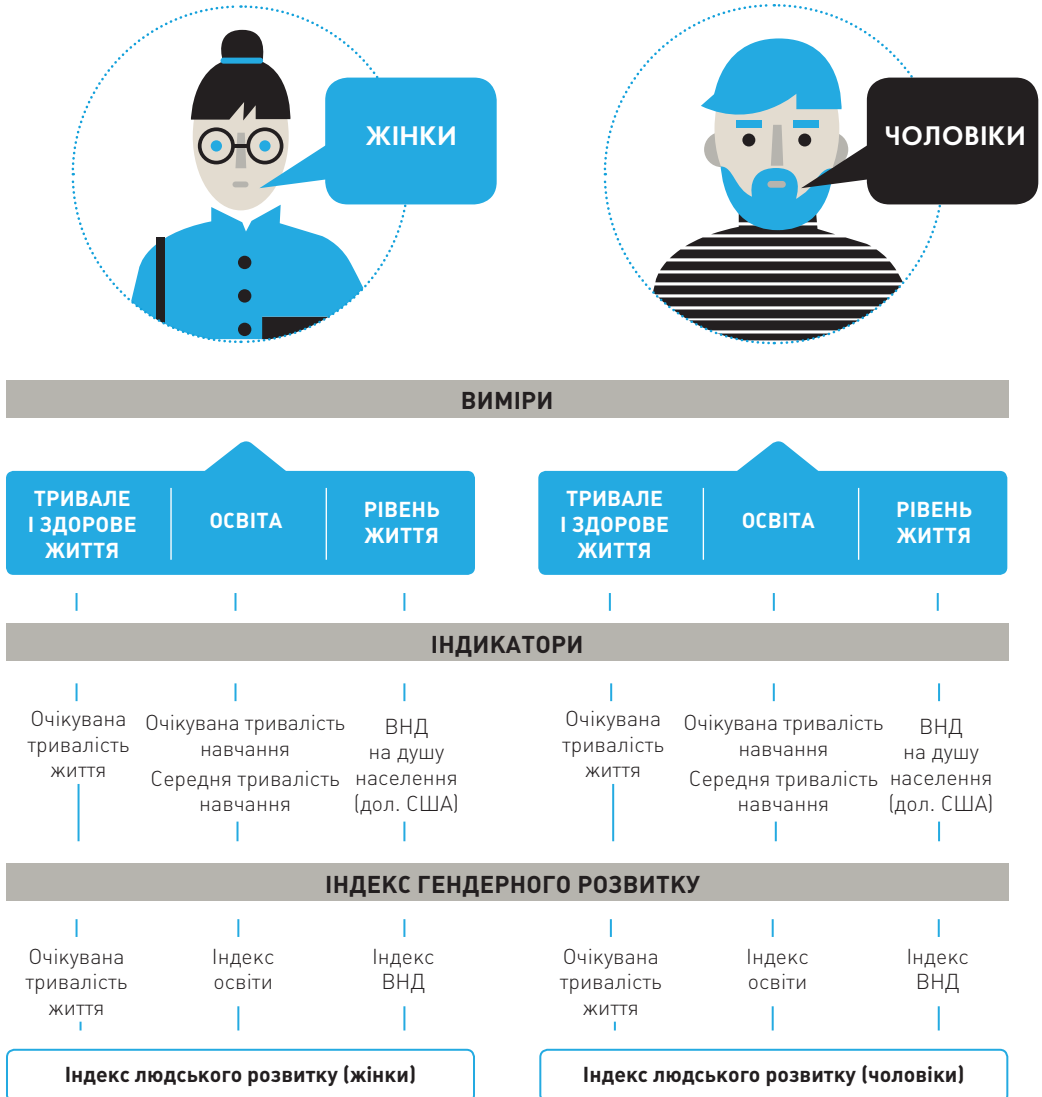 ЖІНКИ
ЧОЛОВІКИ
ВИМІРИ
ТРИВАЛЕ
І ЗДОРОВЕ
ЖИТТЯ
ОСВІТА
РІВЕНЬ
ЖИТТЯ
ТРИВАЛЕ
І ЗДОРОВЕ
ЖИТТЯ
ОСВІТА
РІВЕНЬ
ЖИТТЯ
ІНДИКАТОРИ
Очікувана
тривалість
життя
Очікувана тривалість
навчання
Середня тривалість
навчання
ВНД
на душу
населення
(дол. США)
Очікувана
тривалість
життя
Очікувана тривалість
навчання
Середня тривалість
навчання
ВНД
на душу
населення
(дол. США)
ІНДЕКС ГЕНДЕРНОГО РОЗВИТКУ
Очікувана
тривалість
життя
Індекс
освіти
Індекс
ВНД
Очікувана
тривалість
життя
Індекс
освіти
Індекс
ВНД
Індекс людського розвитку (жінки)
Індекс людського розвитку (чоловіки)